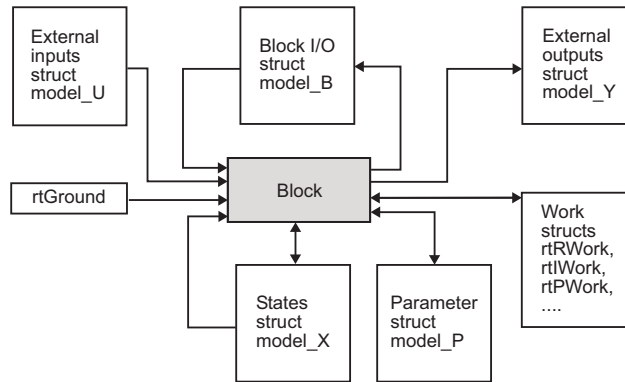 External
inputs
struct
model_U
Block I/O
struct
model_B
External
outputs
struct
model_Y
Block
rtGround
Work
structs
rtRWork,
rtIWork,
rtPWork,
....
States
struct
model_X
Parameter
struct
model_P